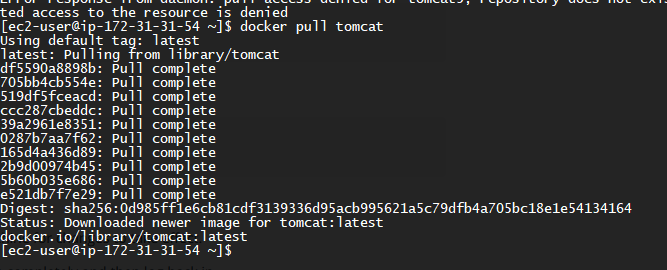 Error response from daemon: pull access denied for tomcat9, repository does not exis
ted access to the resource is denied
[ec2-user@ip-172-31-31-54 ~]$ docker pull tomcat
Using default tag: latest
latest: Pulling from library/tomcat
df5590a8898b: Pull complete
705bb4cb554e: Pull complete
519df5fceacd: Pull complete
ccc287cbeddc: Pull complete
39a2961e8351: Pull complete
0287b7aa7f62: Pull complete
165d4a436d89: Pull complete
2b9d00974b45: Pull complete
5b60b035e686: Pull complete
e521db7f7e29: Pull complete
Digest: sha256:0d985ff1e6cb81cdf3139336d95acb995621a5c79dfb4a705bc18e1e54134164
Status: Downloaded newer image for tomcat:latest
docker.io/library/tomcat:latest
[ec2-user@ip-172-31-31-54 ~]$